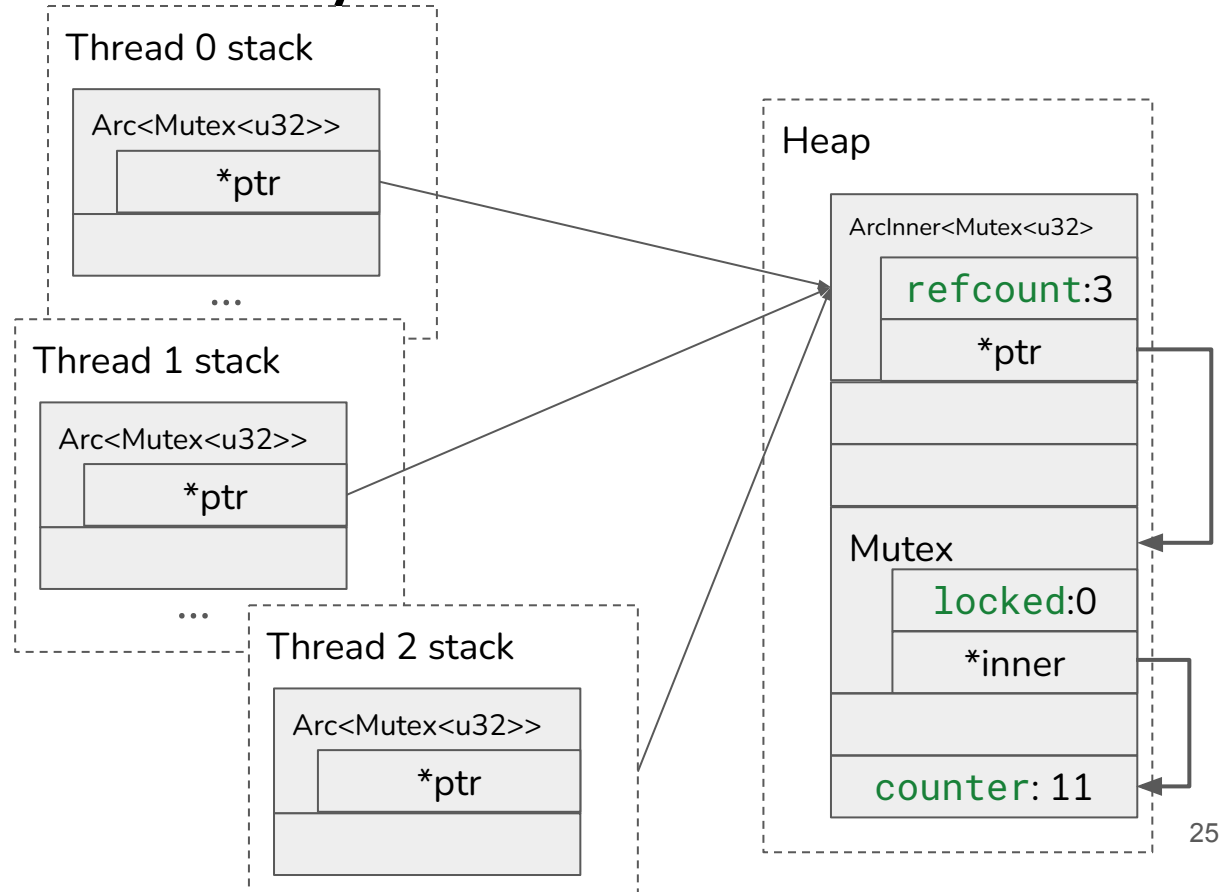 Thread 0 stack
Arc<Mutex<u32>>
*ptr
...
Thread 1 stack
Arc<Mutex<u32>>
*ptr
...
Thread 2 stack
Arc<Mutex<u32>>
*ptr
Heap
ArcInner<Mutex<u32>
refcount:3
*ptr
Mutex
locked:0
*inner
counter: 11
25